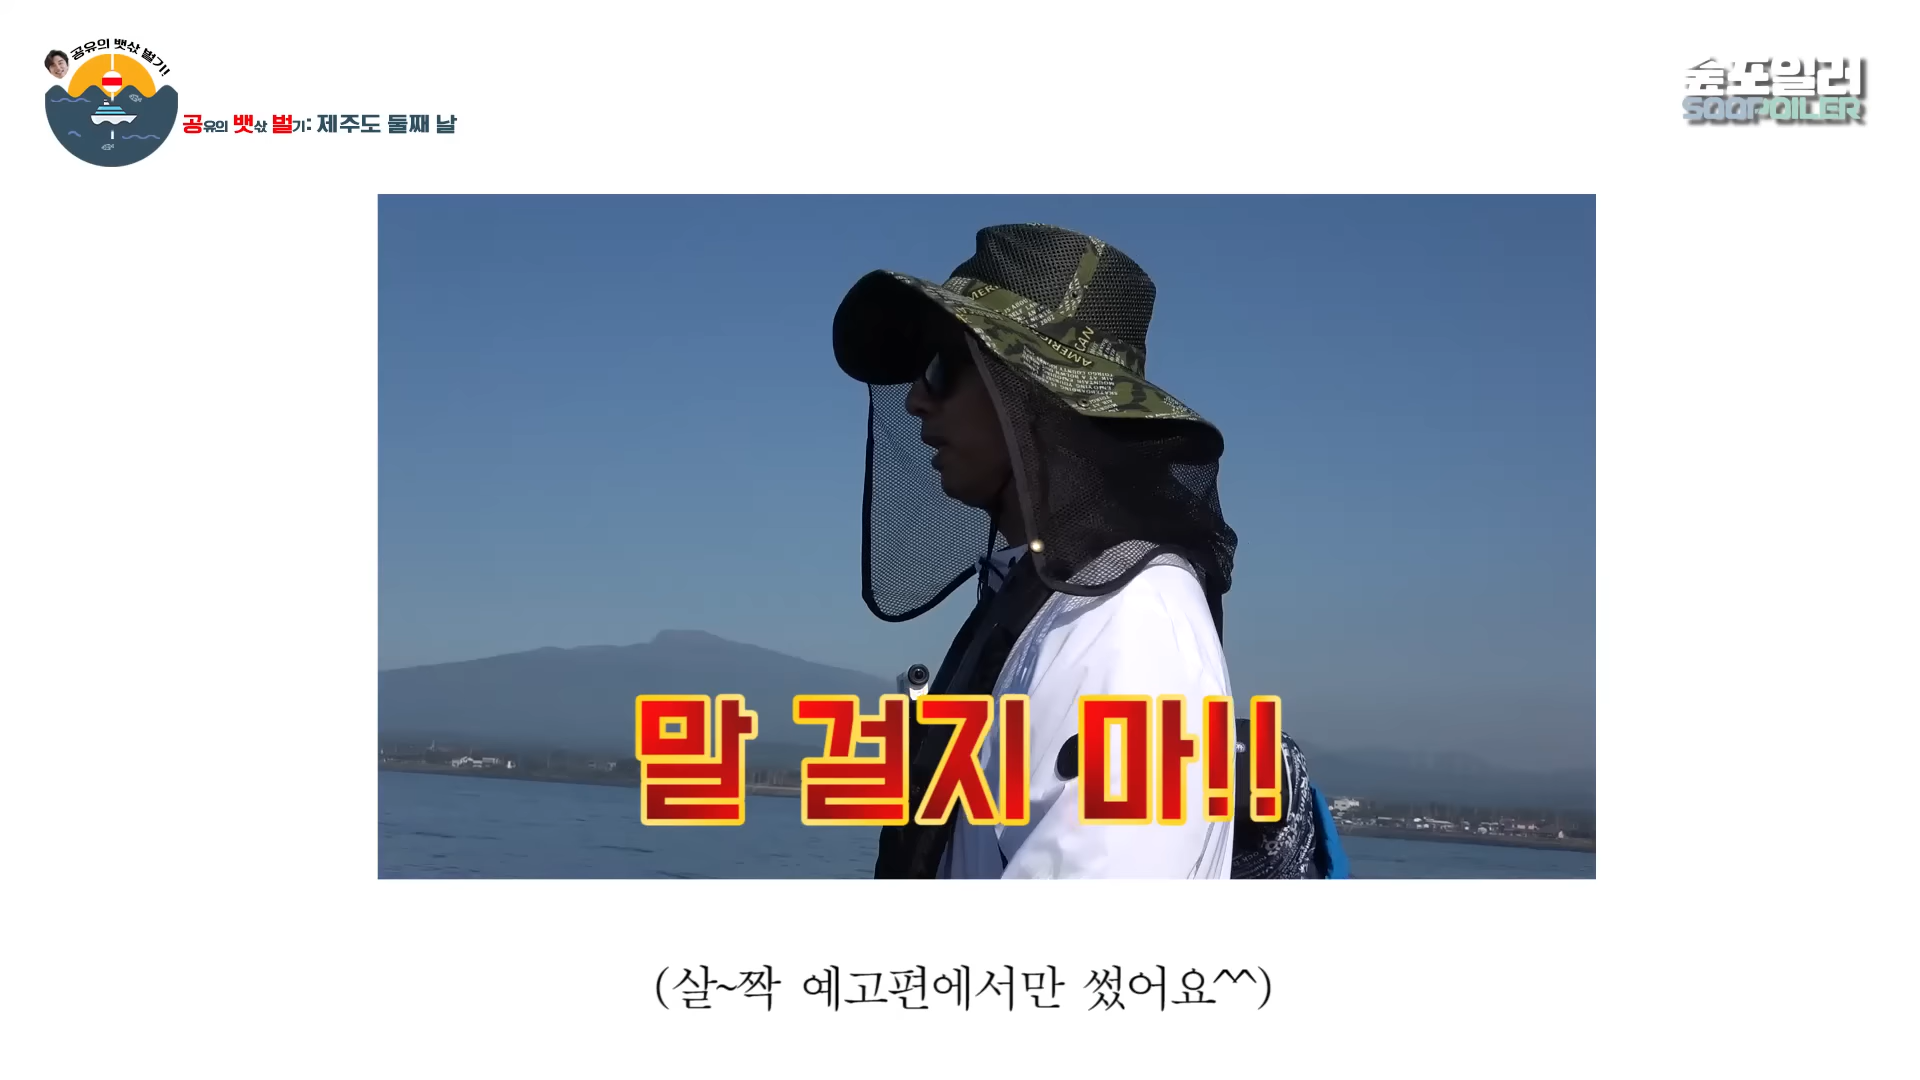 공유의 뱃삯 벌기!
공유의 뱃삯 벌기: 제주도 둘째 날
숲포일러
SOOPOILER
AMERICAN
말 걸지 마!!
(살~짝 예고편에서만 썼어요^^)